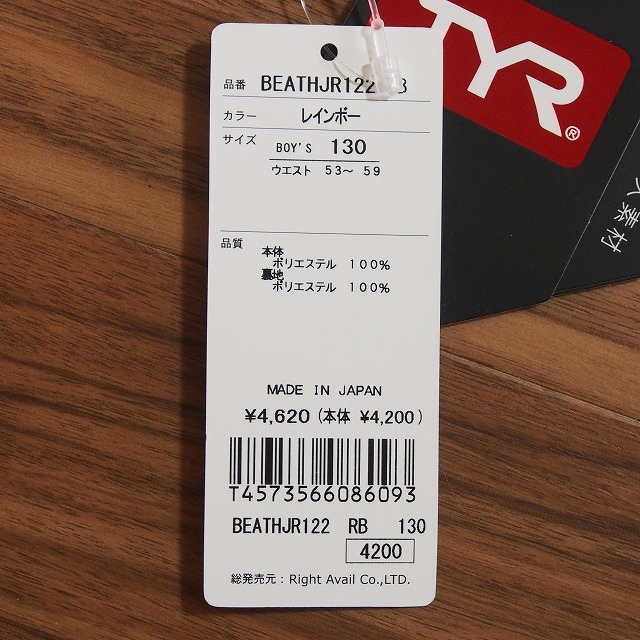 TYR®
品番 BEATHJR122 RB
カラー レインボー
サイズ BOY'S 130
ウエスト 53～ 59
ス素材
品質
本体
ポリエステル 100%
裏地
ポリエステル 100%
MADE IN JAPAN
¥4,620 (本体 ¥4,200)
T4573566086093
BEATHJR122 RB 130
4200
総発売元：Right Avail Co.,LTD.